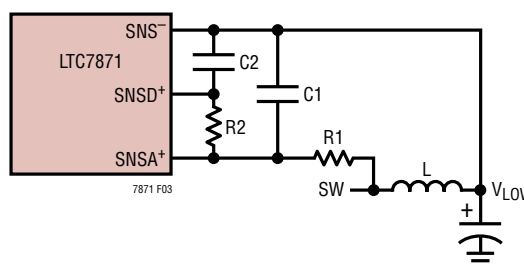 SNS–
LTC7871
C2
SNSD+
C1
R2
R1
SNSA+
7871 F03
SW
L
VLOW
+